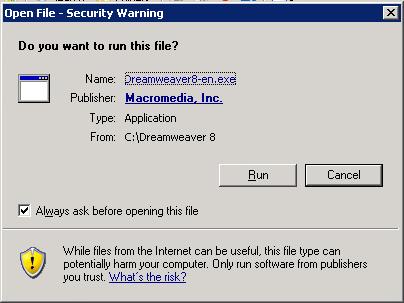 Open File - Security Warning
Do you want to run this file?
Name: Dreamweaver8-en.exe
Publisher: Macromedia, Inc.
Type: Application
From: C:\Dreamweaver 8
Run Cancel
Always ask before opening this file
While files from the Internet can be useful, this file type can
potentially harm your computer. Only run software from publishers
you trust. What's the risk?